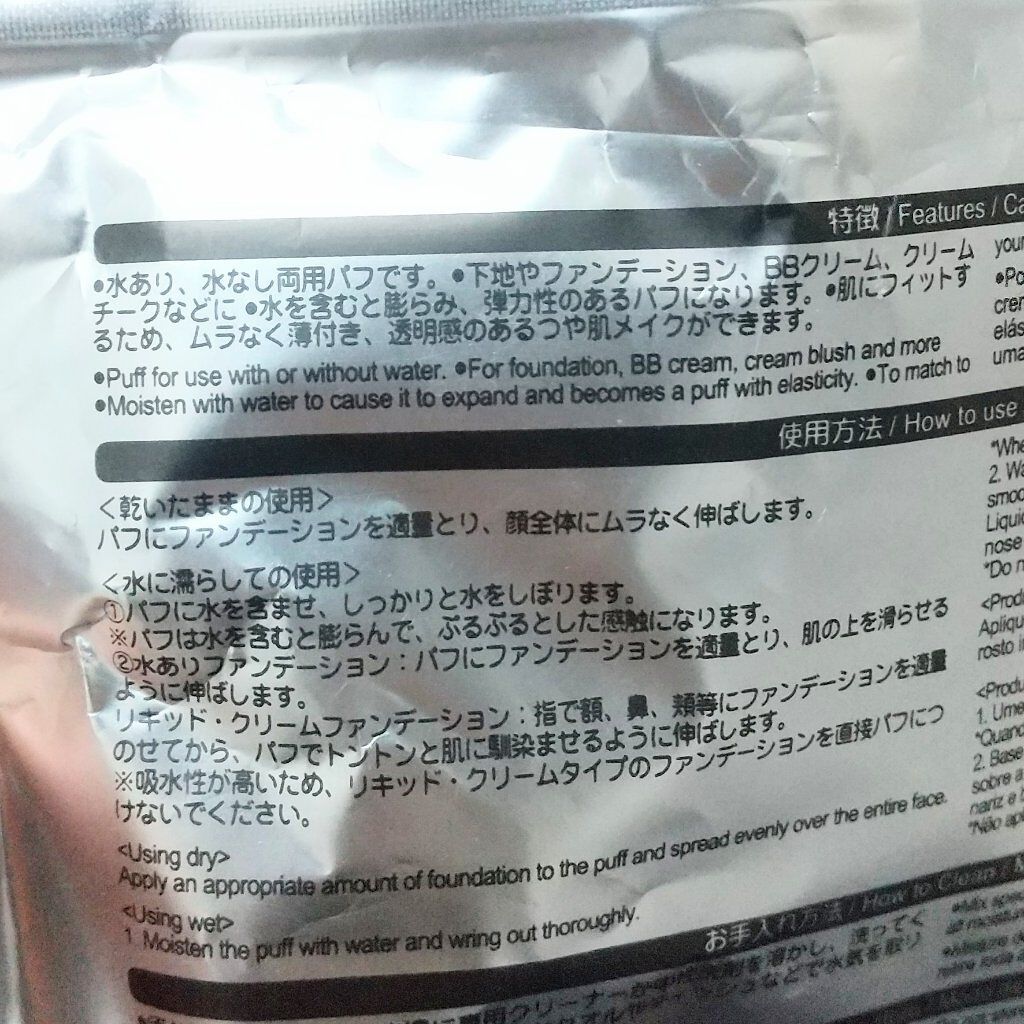 特徴 / Features / Ca
●水あり、水なし両用パフです。●下地やファンデーション、BBクリーム、クリーム
チークなどに ●水を含むと膨らみ、弾力性のあるパフになります。●肌にフィットす
るため、ムラなく薄付き、透明感のあるつや肌メイクができます。
●Puff for use with or without water. ●For foundation, BB cream, cream blush and more
●Moisten with water to cause it to expand and becomes a puff with elasticity. ●To match to
your
●Po
crem
elás
uma
使用方法 / How to use
<乾いたままの使用>
パフにファンデーションを適量とり、顔全体にムラなく伸ばします。
<水に濡らしての使用>
①パフに水を含ませ、しっかりと水をしぼります。
※パフは水を含むと膨らんで、ぷるぷるとした感触になります。
②水ありファンデーション：パフにファンデーションを適量とり、肌の上を滑らせる
ように伸ばします。
リキッド・クリームファンデーション：指で額、鼻、頬等にファンデーションを適量
のせてから、パフでトントンと肌に馴染ませるように伸ばします。
※吸水性が高いため、リキッド・クリームタイプのファンデーションを直接パフにつ
けないでください。
<Using dry>
Apply an appropriate amount of foundation to the puff and spread evenly over the entire face.
<Using wet>
1. Moisten the puff with water and wring out thoroughly.
"Whe
2. We
smoo
Liquid
nose
*Do n
<Prod
Apliqu
rosto i
<Produ
1. Ume
"Quand
2. Base
sobre a
nariz e
"Não ap
お手入れ方法 / How to Clean /